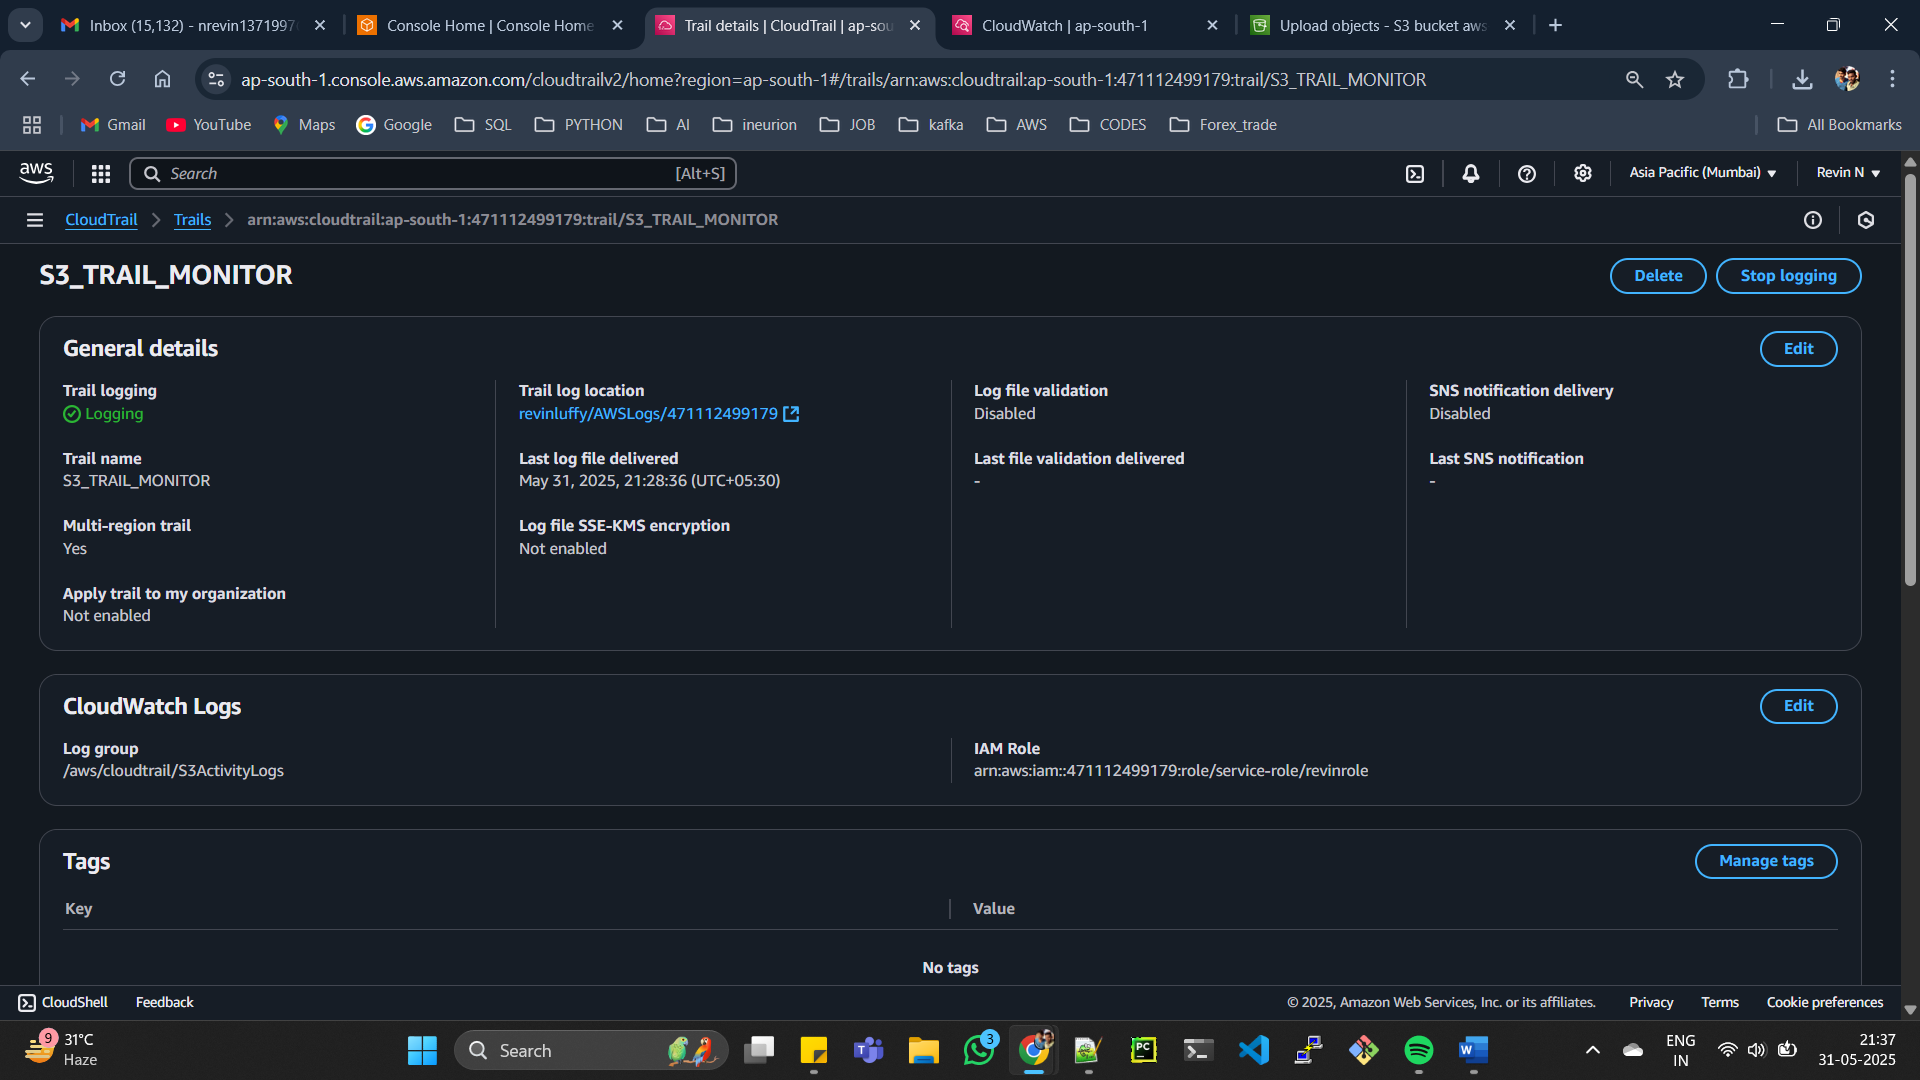 Inbox (15,132) - nrevin1371997
Console Home | Console Home
Trail details | CloudTrail | ap-sou
CloudWatch | ap-south-1
Upload objects - S3 bucket aws
ap-south-1.console.aws.amazon.com/cloudtrailv2/home?region=ap-south-1#/trails/arn:aws:cloudtrail:ap-south-1:471112499179:trail/S3_TRAIL_MONITOR
Gmail YouTube Maps Google SQL PYTHON AI ineurion JOB kafka AWS CODES Forex_trade All Bookmarks
aws Search [Alt+S] Asia Pacific (Mumbai) Revin N
CloudTrail Trails arn:aws:cloudtrail:ap-south-1:471112499179:trail/S3_TRAIL_MONITOR
S3_TRAIL_MONITOR
Delete Stop logging
General details
Edit
Trail logging
Logging
Trail name
S3_TRAIL_MONITOR
Multi-region trail
Yes
Apply trail to my organization
Not enabled
Trail log location
revinluffy/AWSLogs/471112499179
Last log file delivered
May 31, 2025, 21:28:36 (UTC+05:30)
Log file SSE-KMS encryption
Not enabled
Log file validation
Disabled
Last file validation delivered
-
SNS notification delivery
Disabled
Last SNS notification
-
CloudWatch Logs
Edit
Log group
/aws/cloudtrail/S3ActivityLogs
IAM Role
arn:aws:iam::471112499179:role/service-role/revinrole
Tags
Manage tags
Key Value
No tags
CloudShell Feedback © 2025, Amazon Web Services, Inc. or its affiliates. Privacy Terms Cookie preferences
9
31°C
Haze
Search
3
PC
W
ENG
IN
21:37
31-05-2025